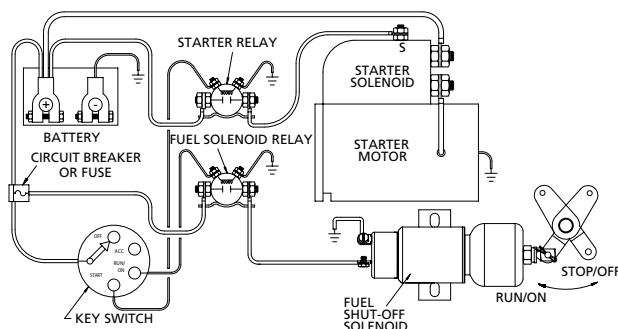 STARTER RELAY
S
STARTER
SOLENOID
+
-
BATTERY
FUEL SOLENOID RELAY
CIRCUIT BREAKER
OR FUSE
STARTER
MOTOR
OFF
ACC
RUN/
ON
START
KEY SWITCH
STOP/OFF
RUN/ON
FUEL
SHUT-OFF
SOLENOID